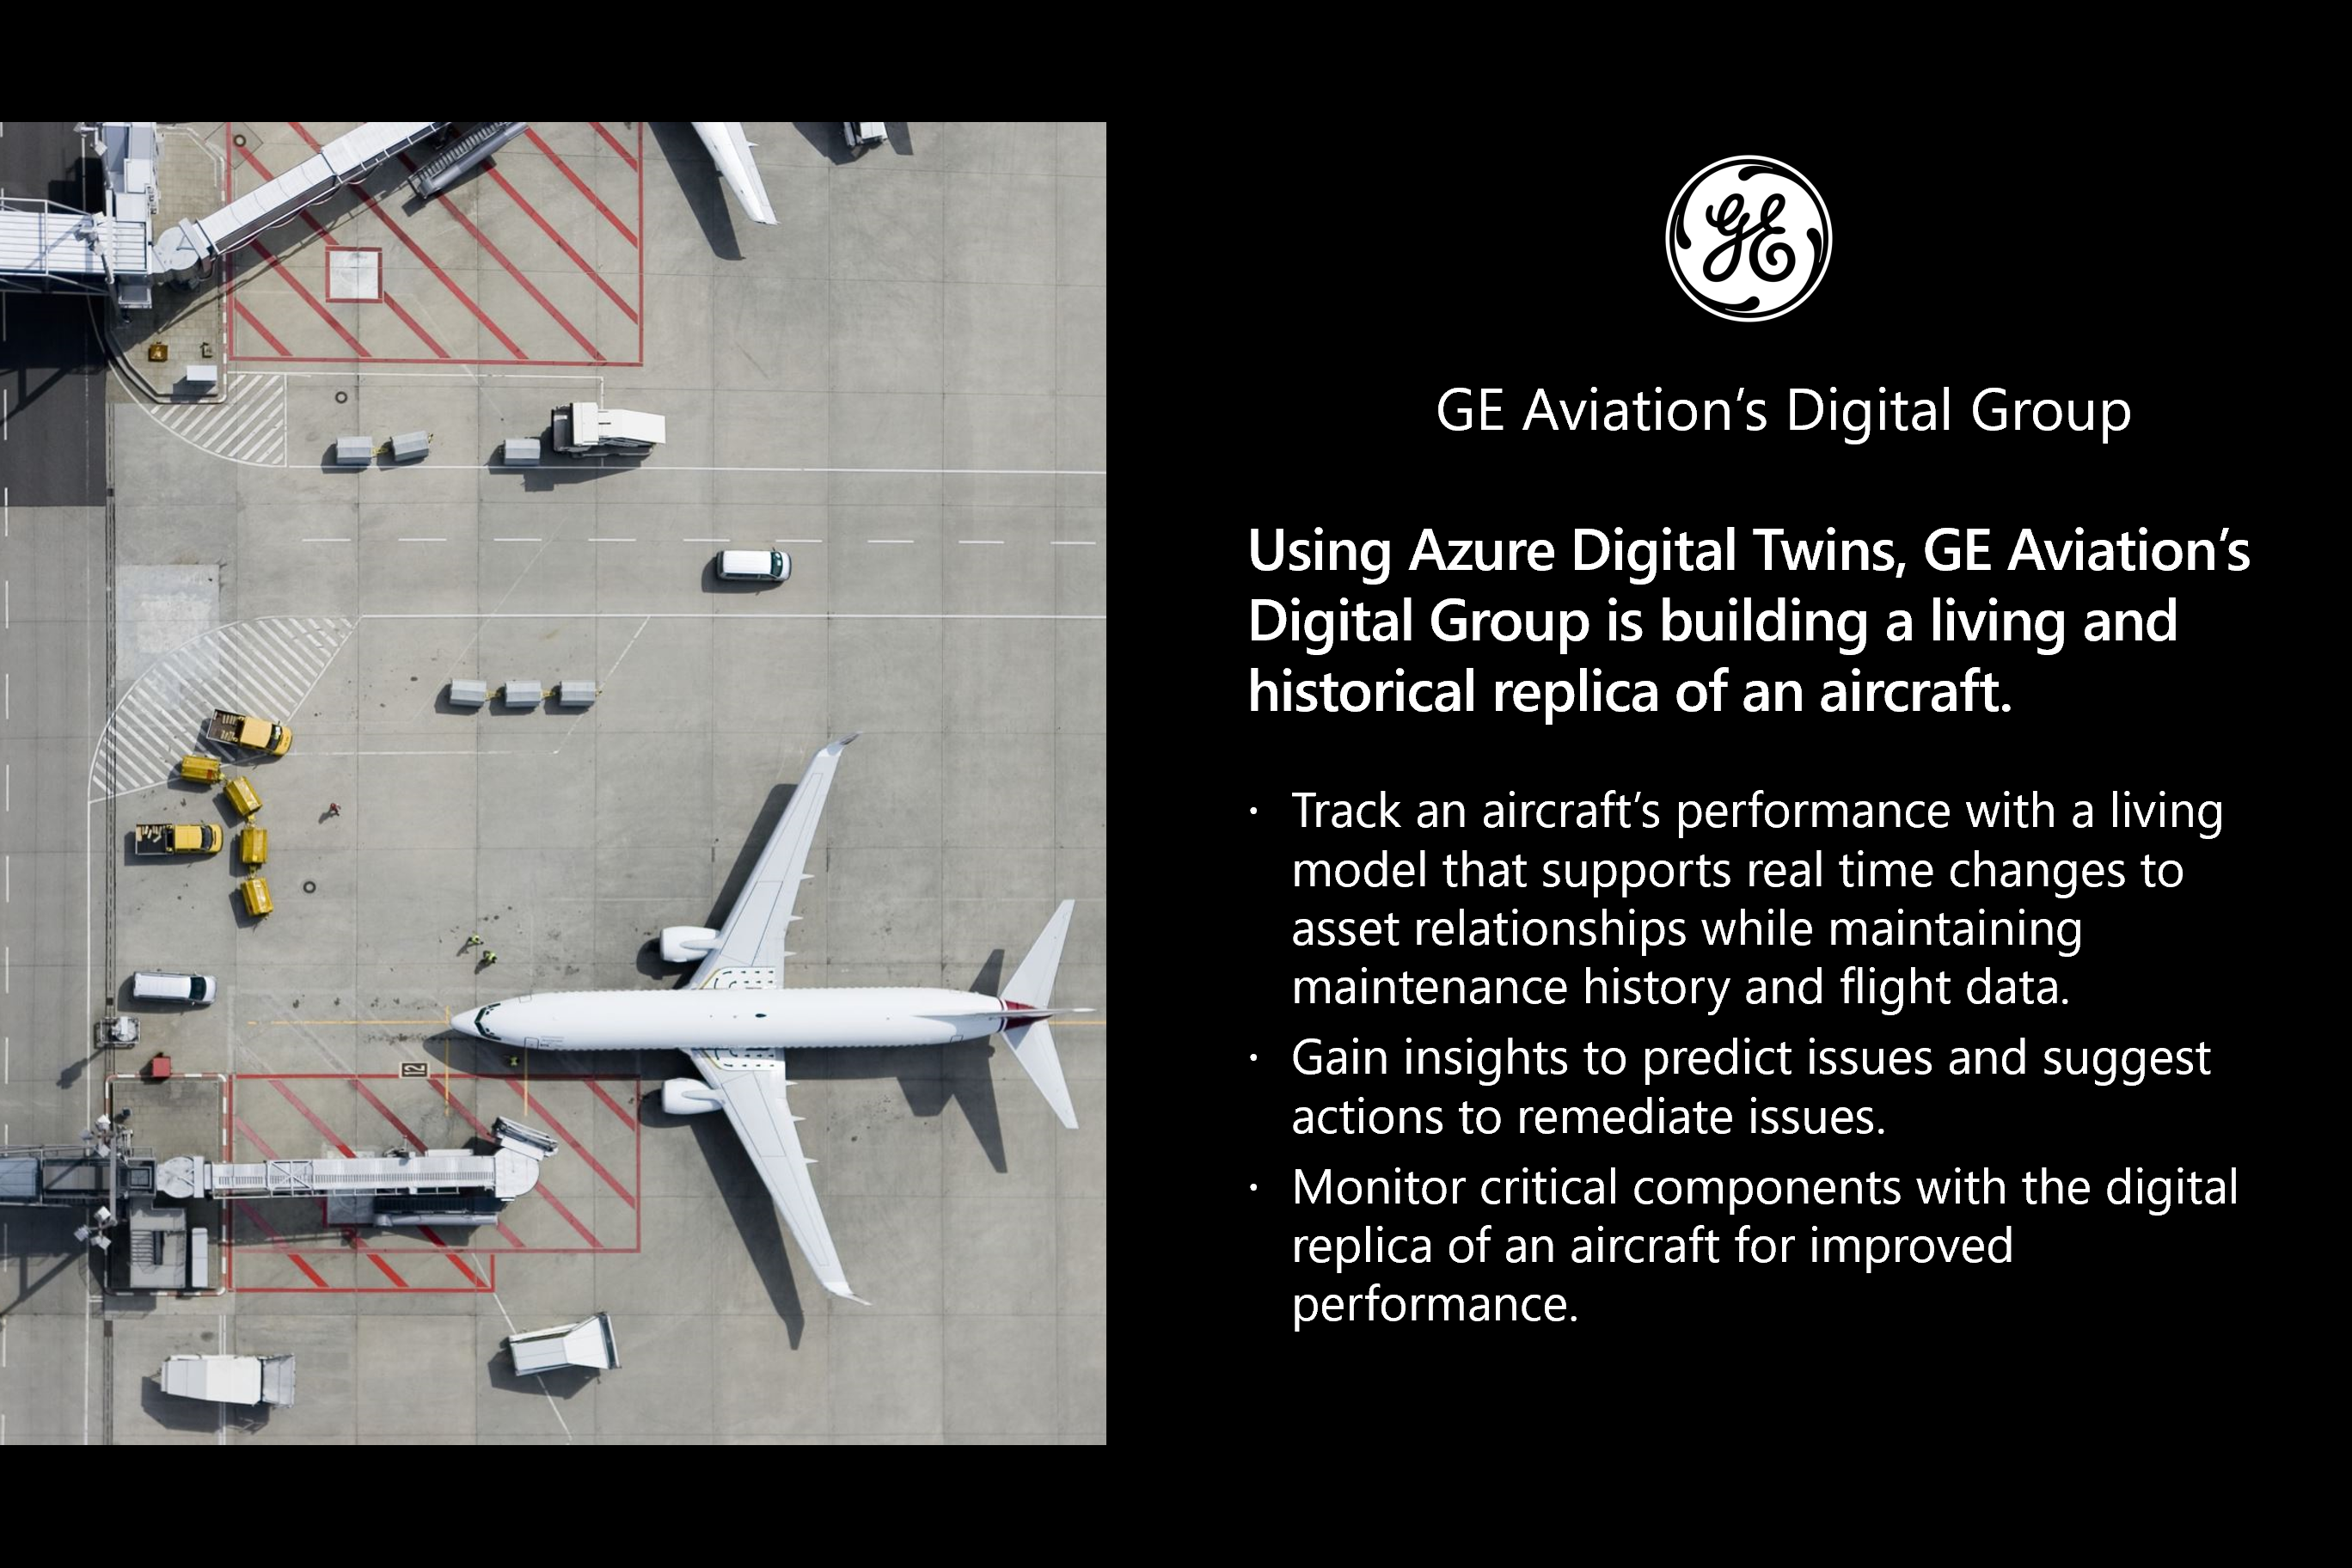 GE
GE Aviation’s Digital Group
Using Azure Digital Twins, GE Aviation’s
Digital Group is building a living and
historical replica of an aircraft.
· Track an aircraft’s performance with a living
model that supports real time changes to
asset relationships while maintaining
maintenance history and flight data.
· Gain insights to predict issues and suggest
actions to remediate issues.
· Monitor critical components with the digital
replica of an aircraft for improved
performance.
12